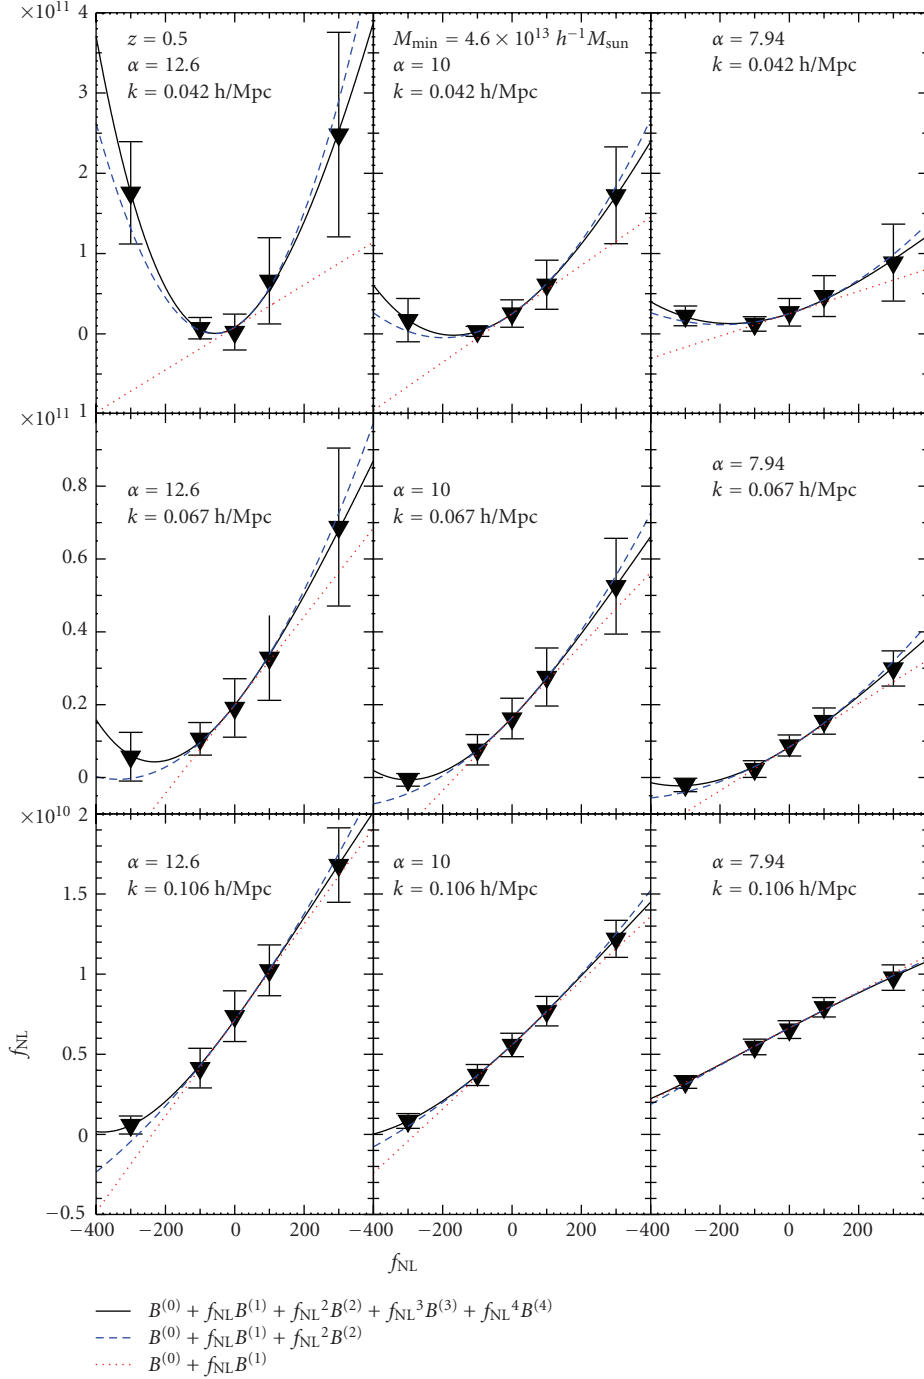 ×10¹¹ 4
z = 0.5
α = 12.6
k = 0.042 h/Mpc
M_min = 4.6 × 10¹³ h⁻¹M_sun
α = 10
k = 0.042 h/Mpc
α = 7.94
k = 0.042 h/Mpc
3
2
1
0
1
×10¹¹
α = 12.6
k = 0.067 h/Mpc
α = 10
k = 0.067 h/Mpc
α = 7.94
k = 0.067 h/Mpc
0.8
0.6
0.4
0.2
0
×10¹⁰ 2
α = 12.6
k = 0.106 h/Mpc
α = 10
k = 0.106 h/Mpc
α = 7.94
k = 0.106 h/Mpc
1.5
1
0.5
0
−0.5
f_NL
−400 −200 0 200 −400 −200 0 200 −400 −200 0 200
f_NL
B⁽⁰⁾ + f_NL B⁽¹⁾ + f_NL² B⁽²⁾ + f_NL³ B⁽³⁾ + f_NL⁴ B⁽⁴⁾
B⁽⁰⁾ + f_NL B⁽¹⁾ + f_NL² B⁽²⁾
B⁽⁰⁾ + f_NL B⁽¹⁾